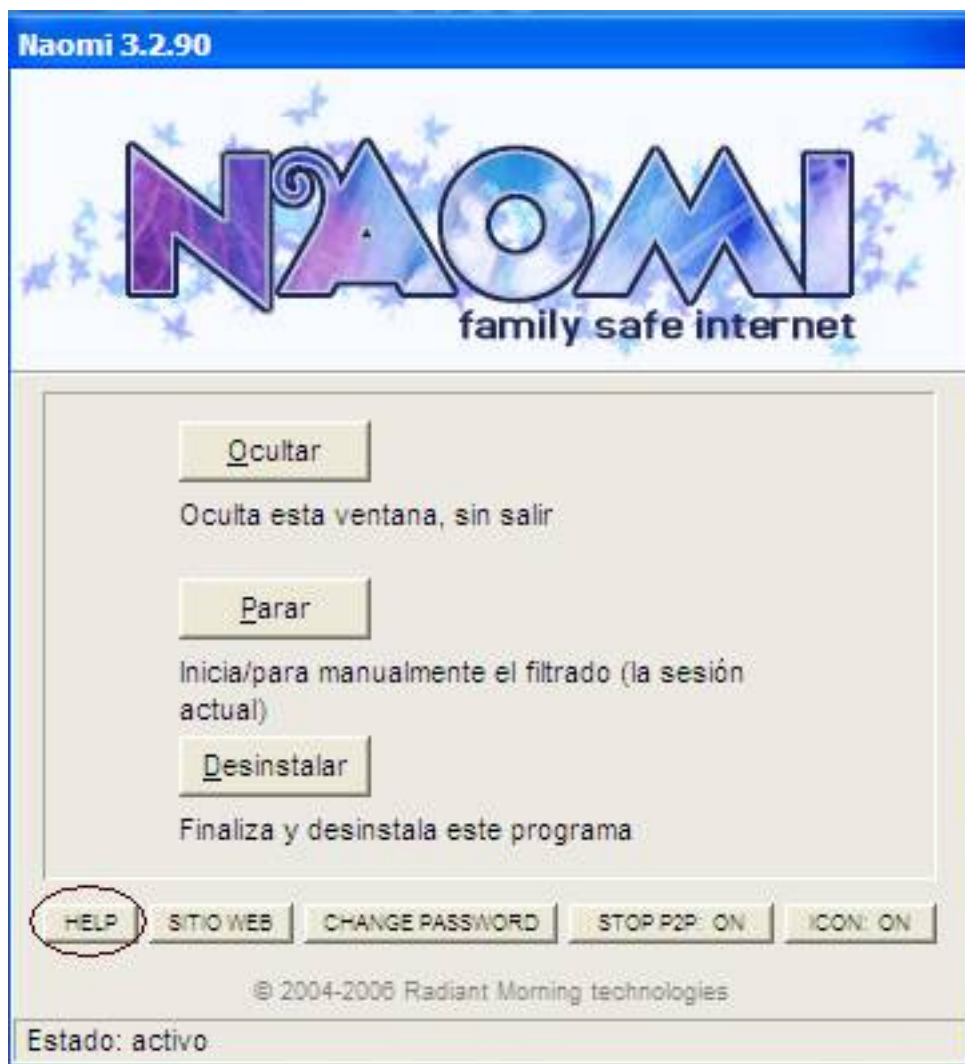 Naomi 3.2.90
NAOMI
family safe internet
Ocultar
Oculta esta ventana, sin salir
Parar
Inicia/para manualmente el filtrado (la sesión
actual)
Desinstalar
Finaliza y desinstala este programa
HELP SITIO WEB CHANGE PASSWORD STOP P2P: ON ICON: ON
© 2004-2006 Radiant Morning technologies
Estado: activo